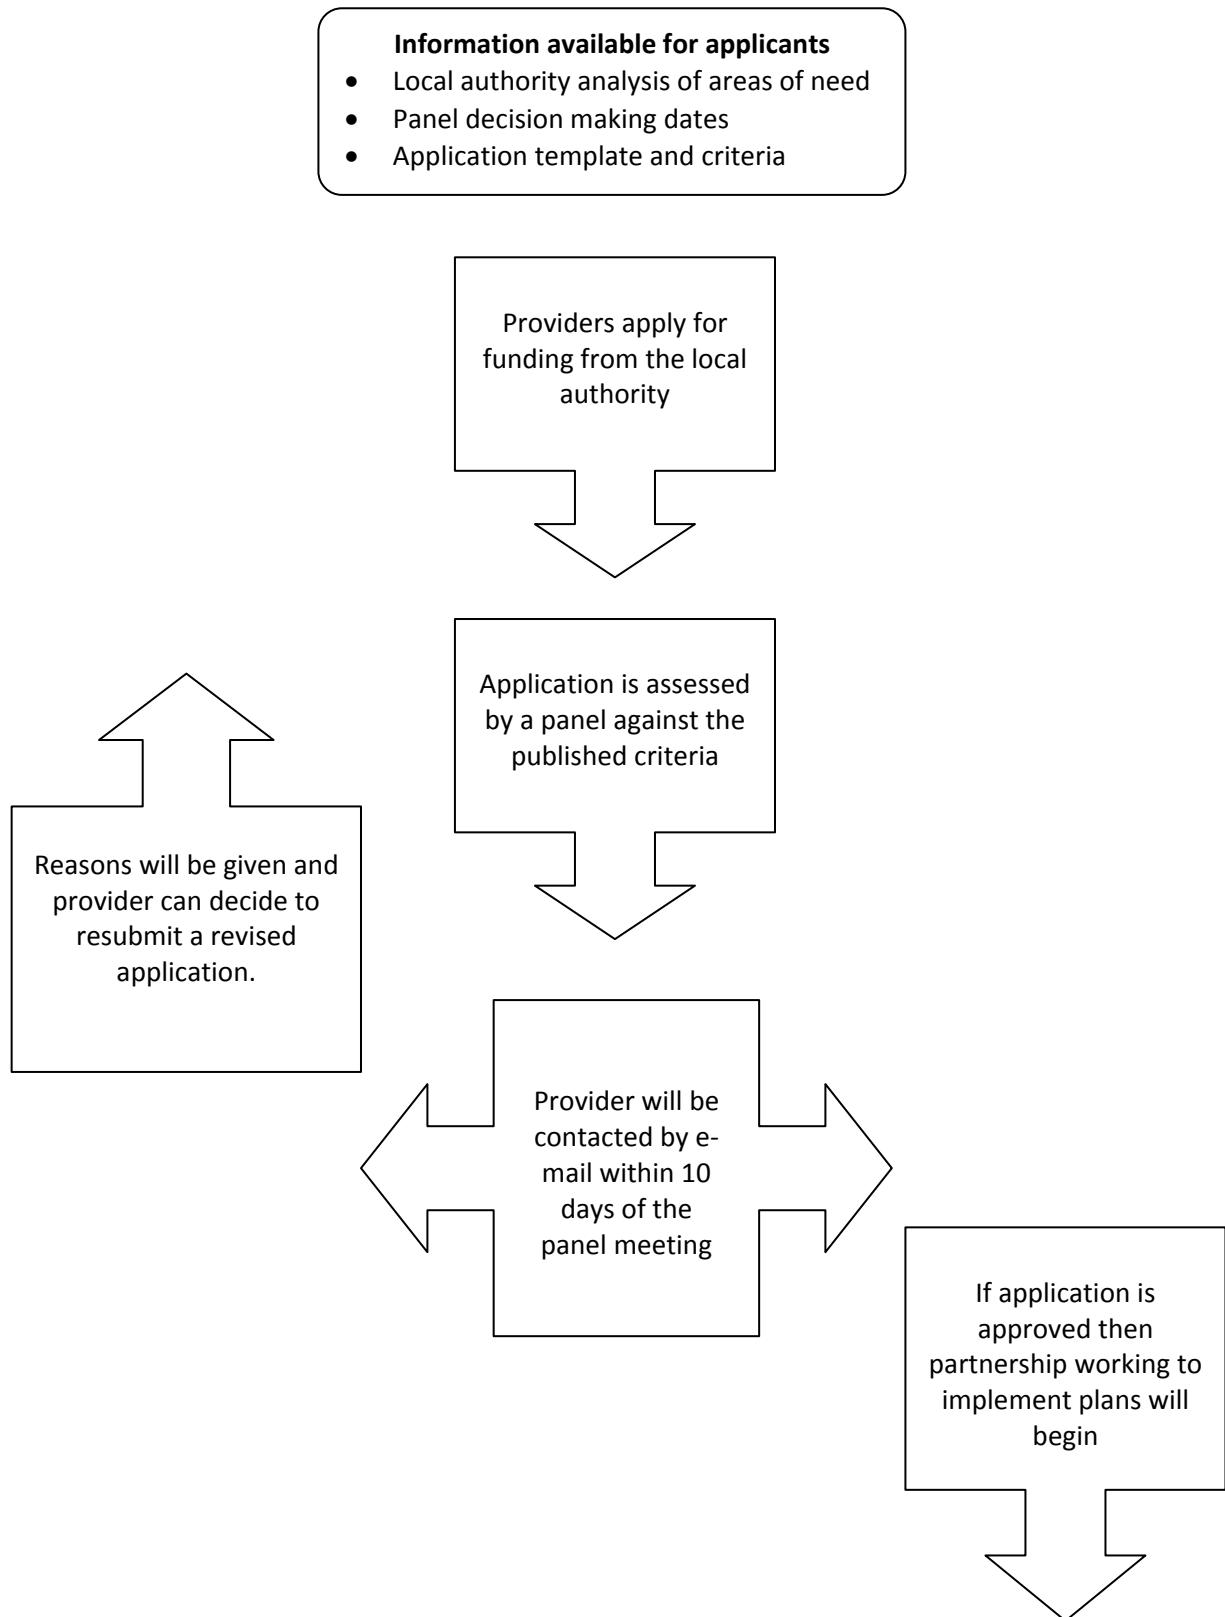 Information available for applicants
• Local authority analysis of areas of need
• Panel decision making dates
• Application template and criteria
Providers apply for
funding from the local
authority
Application is assessed
by a panel against the
published criteria
Reasons will be given and
provider can decide to
resubmit a revised
application.
Provider will be
contacted by e-
mail within 10
days of the
panel meeting
If application is
approved then
partnership working to
implement plans will
begin